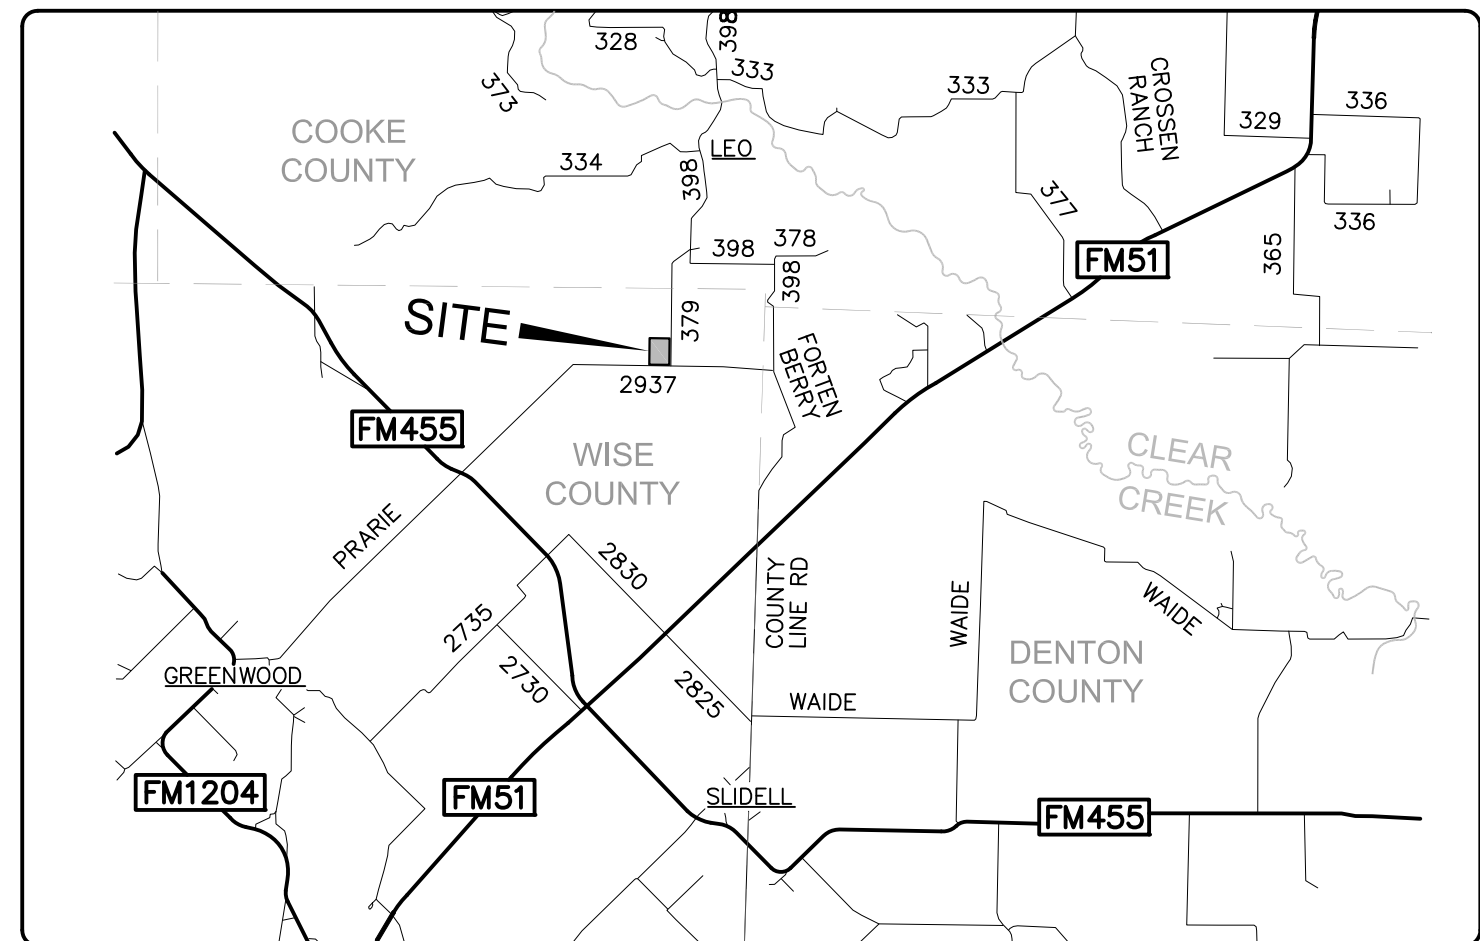 328
398
333
333
373
CROSSEN
RANCH
336
329
COOKE
COUNTY
LEO
334
398
377
336
398
378
365
FM51
398
SITE
379
FORTEN
BERRY
2937
FM455
WISE
COUNTY
CLEAR
CREEK
PRARIE
2830
COUNTY
LINE RD
WAIDE
WAIDE
2735
DENTON
COUNTY
GREENWOOD
2730
2825
WAIDE
FM1204
FM51
SLIDELL
FM455